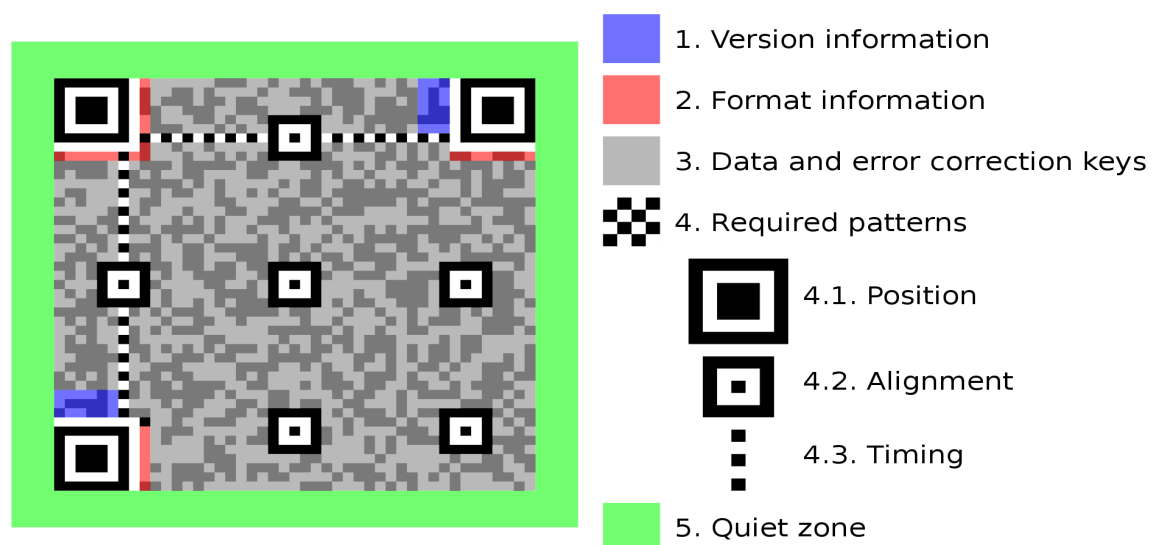 1. Version information
2. Format information
3. Data and error correction keys
4. Required patterns
4.1. Position
4.2. Alignment
4.3. Timing
5. Quiet zone